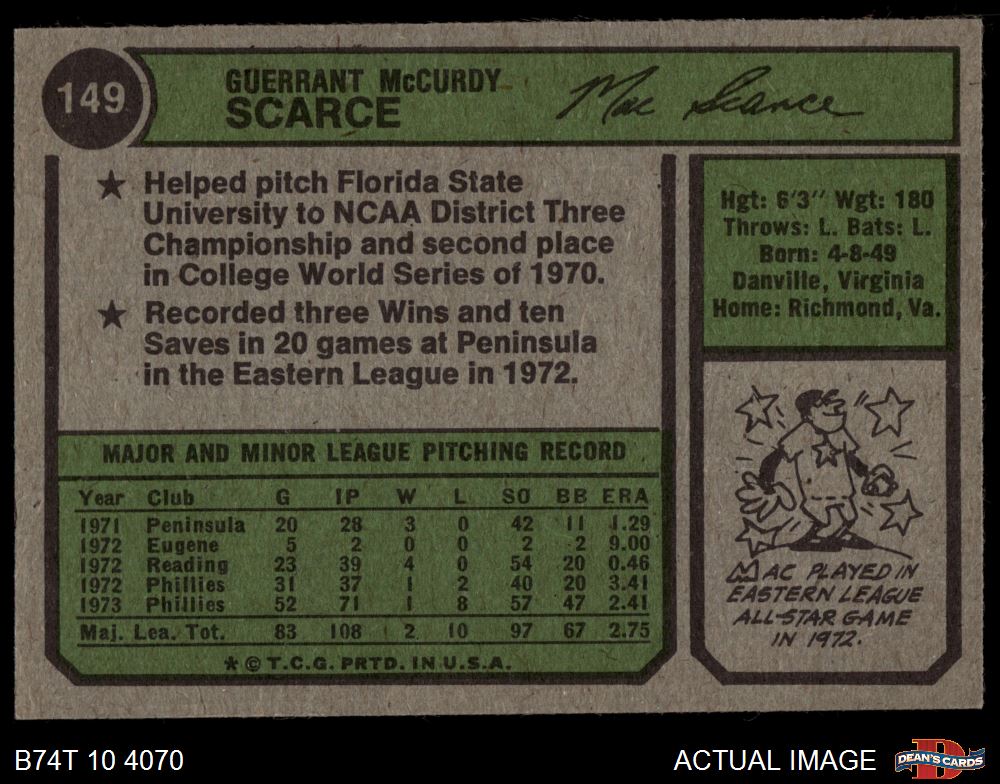 149
GUERRANT McCURDY
SCARCE
Mac Scarce
★ Helped pitch Florida State
University to NCAA District Three
Championship and second place
in College World Series of 1970.
★ Recorded three Wins and ten
Saves in 20 games at Peninsula
in the Eastern League in 1972.
Hgt: 6'3" Wgt: 180
Throws: L. Bats: L.
Born: 4-8-49
Danville, Virginia
Home: Richmond, Va.
MAJOR AND MINOR LEAGUE PITCHING RECORD
Year Club G IP W L SO BB ERA
1971 Peninsula 20 28 3 0 42 11 1.29
1972 Eugene 5 2 0 0 2 2 9.00
1972 Reading 23 39 4 0 54 20 0.46
1972 Phillies 31 37 1 2 40 20 3.41
1973 Phillies 52 71 1 8 57 47 2.41
Maj. Lea. Tot. 83 108 2 10 97 67 2.75
★ © T.C.G. PRTD. IN U.S.A.
MAC PLAYED IN
EASTERN LEAGUE
ALL-STAR GAME
IN 1972.
B74T 10 4070
ACTUAL IMAGE
D
DEAN'S CARDS